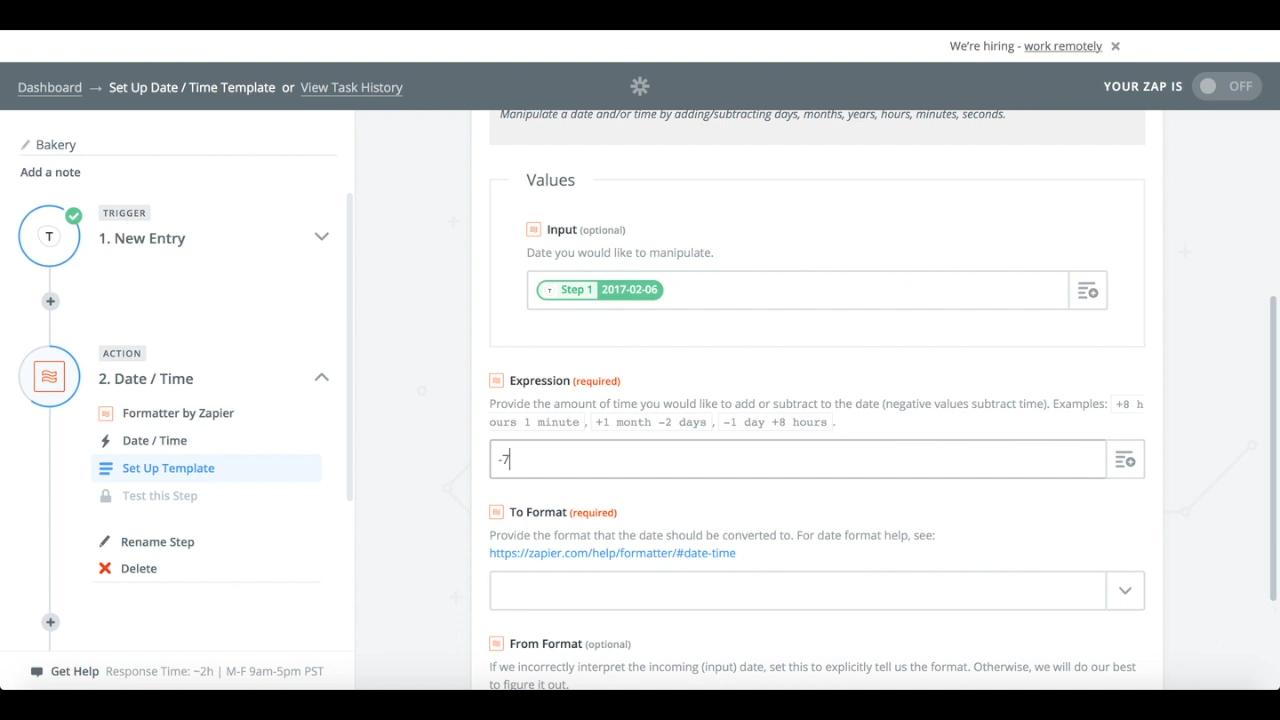 We're hiring - work remotely ×
Dashboard → Set Up Date / Time Template or View Task History
YOUR ZAP IS OFF
Bakery
Add a note
TRIGGER
T
1. New Entry
+
ACTION
2. Date / Time
Formatter by Zapier
Date / Time
Set Up Template
Test this Step
Rename Step
Delete
+
Get Help Response Time: ~2h | M-F 9am-5pm PST
Manipulate a date and/or time by adding/subtracting days, months, years, hours, minutes, seconds.
Values
Input (optional)
Date you would like to manipulate.
T Step 1 2017-02-06
Expression (required)
Provide the amount of time you would like to add or subtract to the date (negative values subtract time). Examples: +8 h
ours 1 minute , +1 month -2 days , -1 day +8 hours .
-7
To Format (required)
Provide the format that the date should be converted to. For date format help, see:
https://zapier.com/help/formatter/#date-time
From Format (optional)
If we incorrectly interpret the incoming (input) date, set this to explicitly tell us the format. Otherwise, we will do our best
to figure it out.